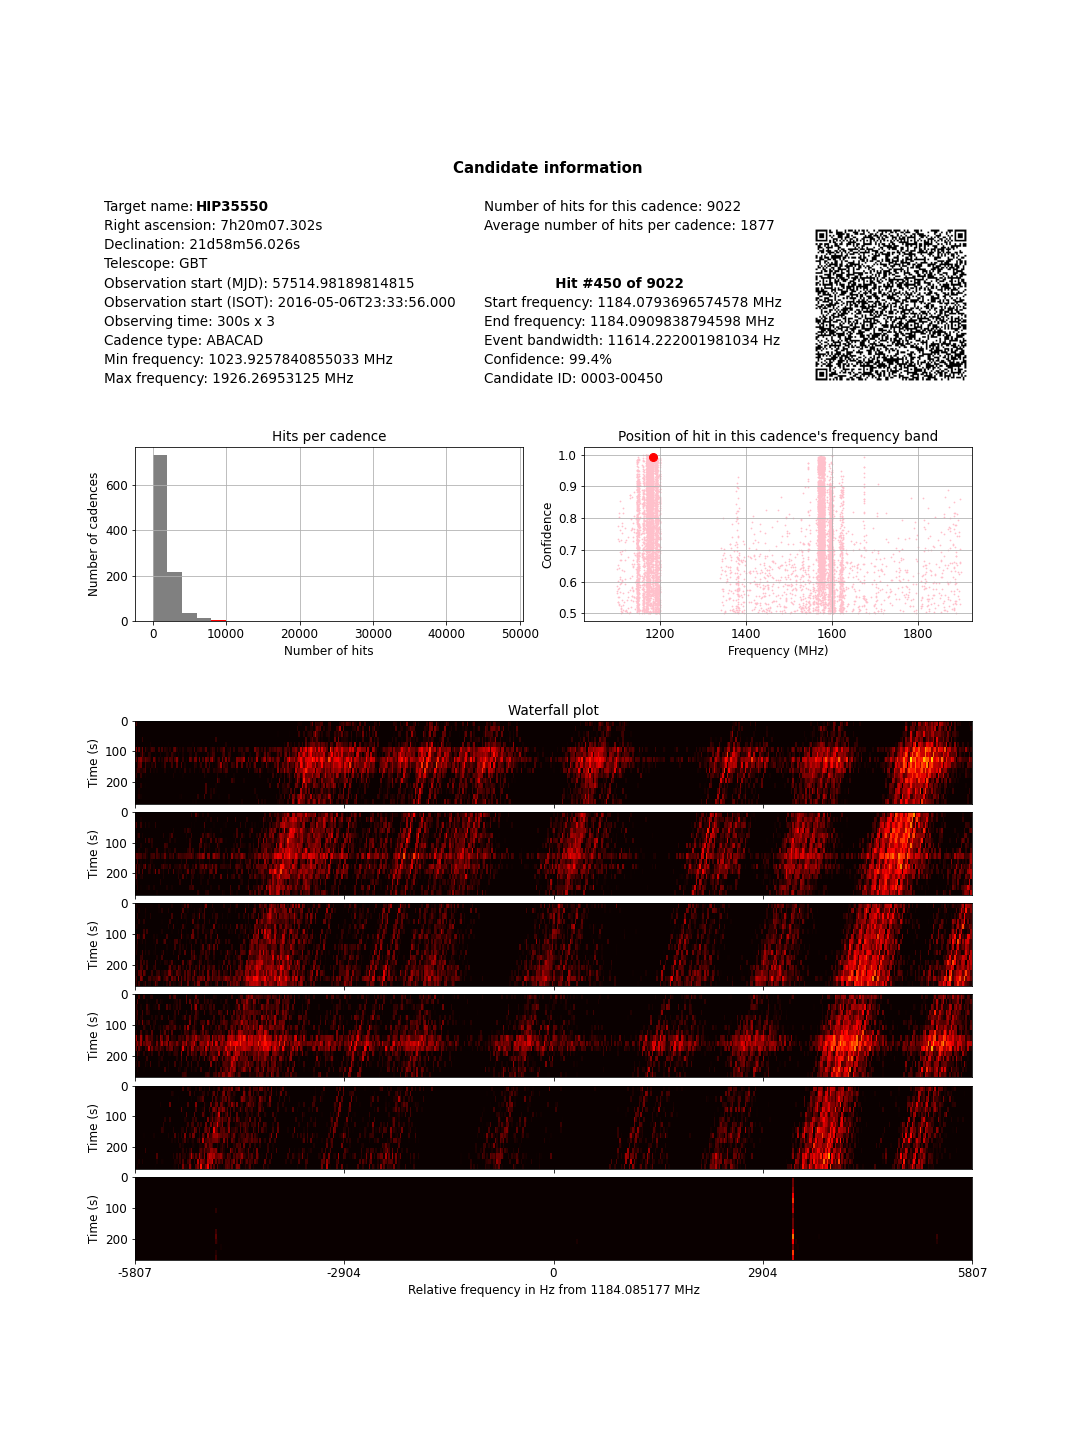 Candidate information
Target name: HIP35550
Right ascension: 7h20m07.302s
Declination: 21d58m56.026s
Telescope: GBT
Observation start (MJD): 57514.98189814815
Observation start (ISOT): 2016-05-06T23:33:56.000
Observing time: 300s x 3
Cadence type: ABACAD
Min frequency: 1023.9257840855033 MHz
Max frequency: 1926.26953125 MHz
Number of hits for this cadence: 9022
Average number of hits per cadence: 1877
Hit #450 of 9022
Start frequency: 1184.0793696574578 MHz
End frequency: 1184.0909838794598 MHz
Event bandwidth: 11614.222001981034 Hz
Confidence: 99.4%
Candidate ID: 0003-00450
Hits per cadence
Number of cadences
600
400
200
0
0 10000 20000 30000 40000 50000
Number of hits
Position of hit in this cadence's frequency band
Confidence
1.0
0.9
0.8
0.7
0.6
0.5
1200 1400 1600 1800
Frequency (MHz)
Waterfall plot
Time (s)
0
100
200
Time (s)
0
100
200
Time (s)
0
100
200
Time (s)
0
100
200
Time (s)
0
100
200
Time (s)
0
100
200
-5807 -2904 0 2904 5807
Relative frequency in Hz from 1184.085177 MHz